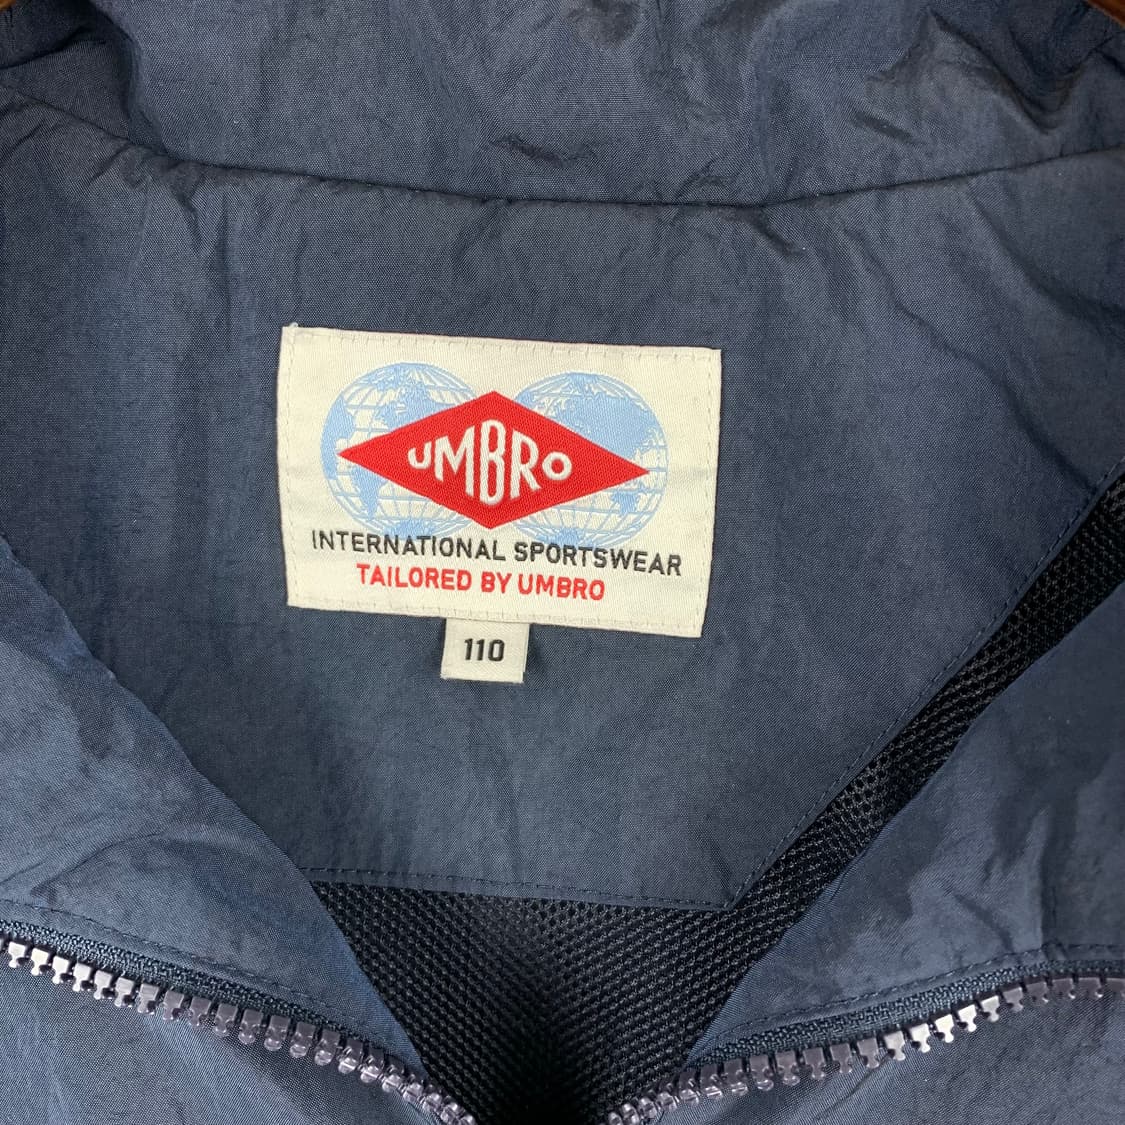 UMBRO
INTERNATIONAL SPORTSWEAR
TAILORED BY UMBRO
110